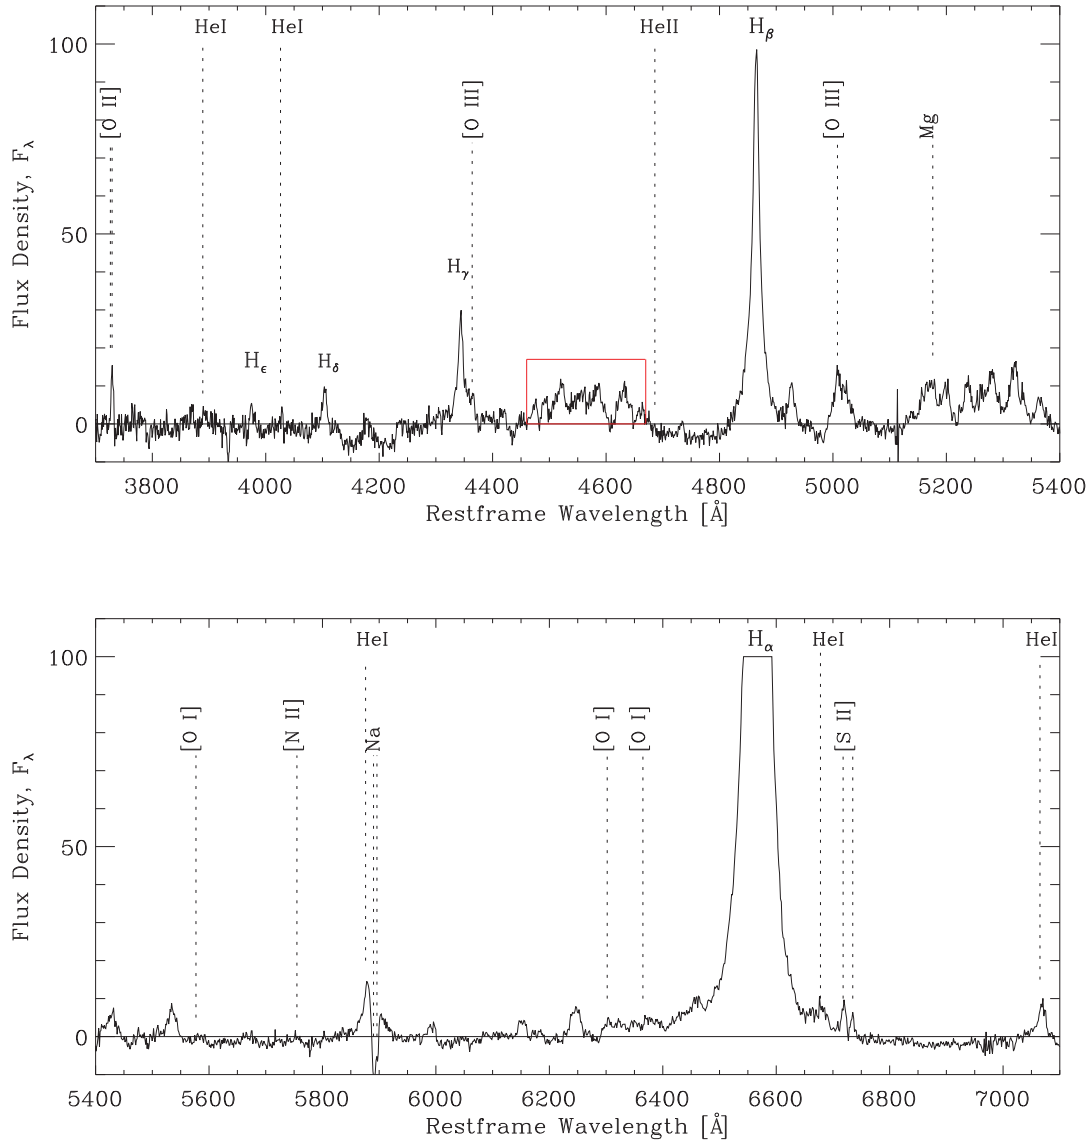 HeI HeI HeII Hβ
[O II] [O III] [O III] Mg
Hγ
Hϵ Hδ
100
50
0
Flux Density, Fλ
3800 4000 4200 4400 4600 4800 5000 5200 5400
Restframe Wavelength [Å]
HeI Hα HeI HeI
[O I] [N II] Na [O I] [O I] [S II]
100
50
0
Flux Density, Fλ
5400 5600 5800 6000 6200 6400 6600 6800 7000
Restframe Wavelength [Å]